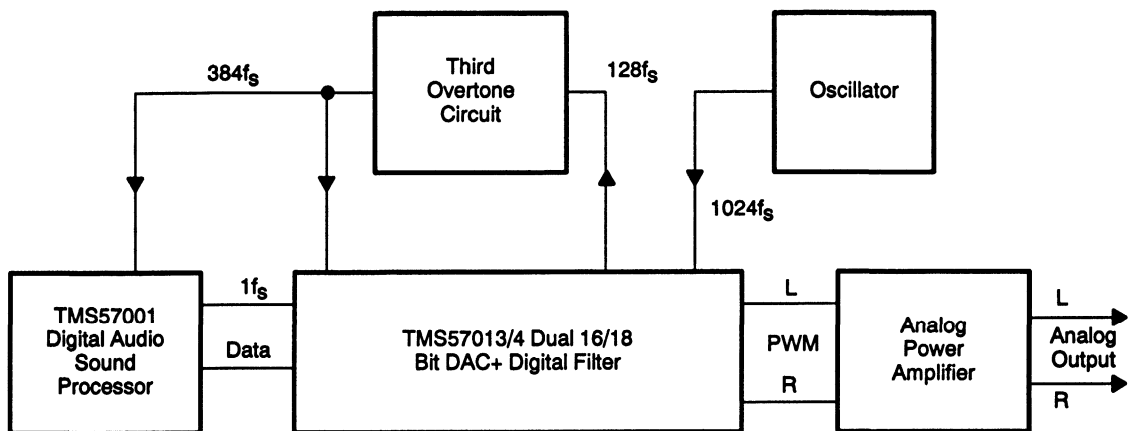 384fS
Third
Overtone
Circuit
128fS
Oscillator
1024fS
TMS57001
Digital Audio
Sound
Processor
1fS
Data
TMS57013/4 Dual 16/18
Bit DAC+ Digital Filter
L
PWM
R
Analog
Power
Amplifier
L
Analog
Output
R